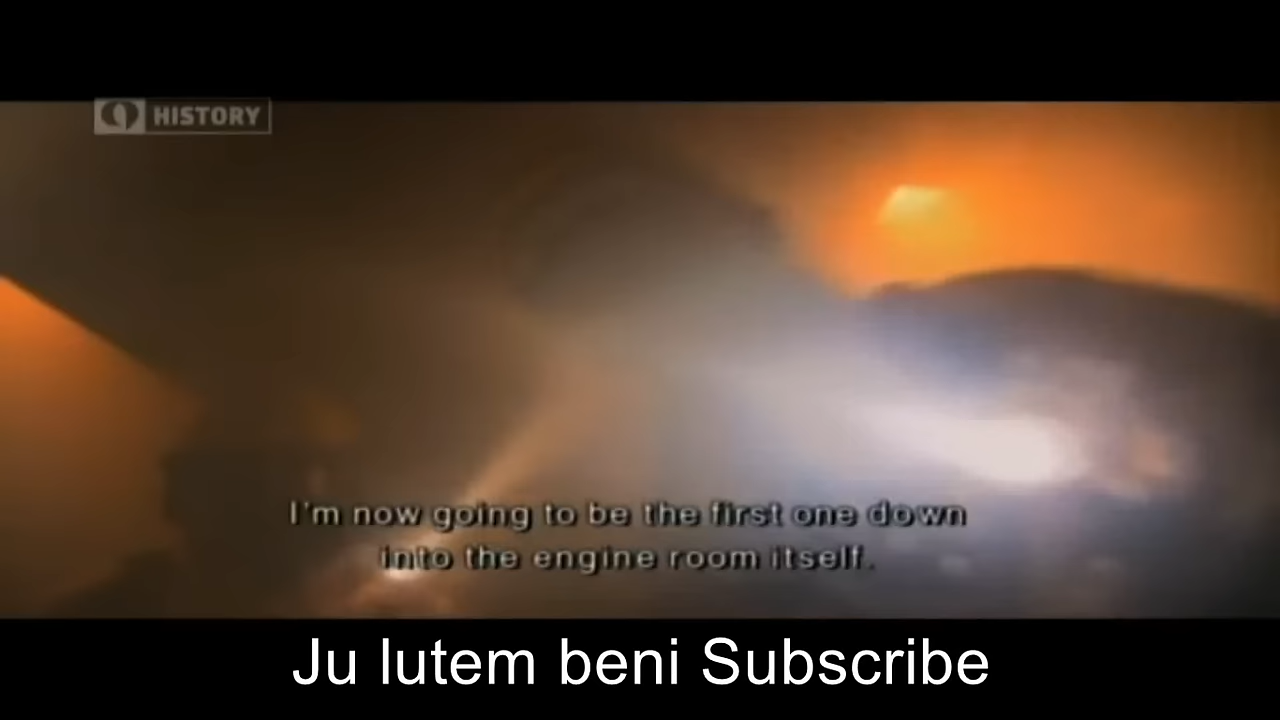 HISTORY
I'm now going to be the first one down
into the engine room itself.
Ju lutem beni Subscribe